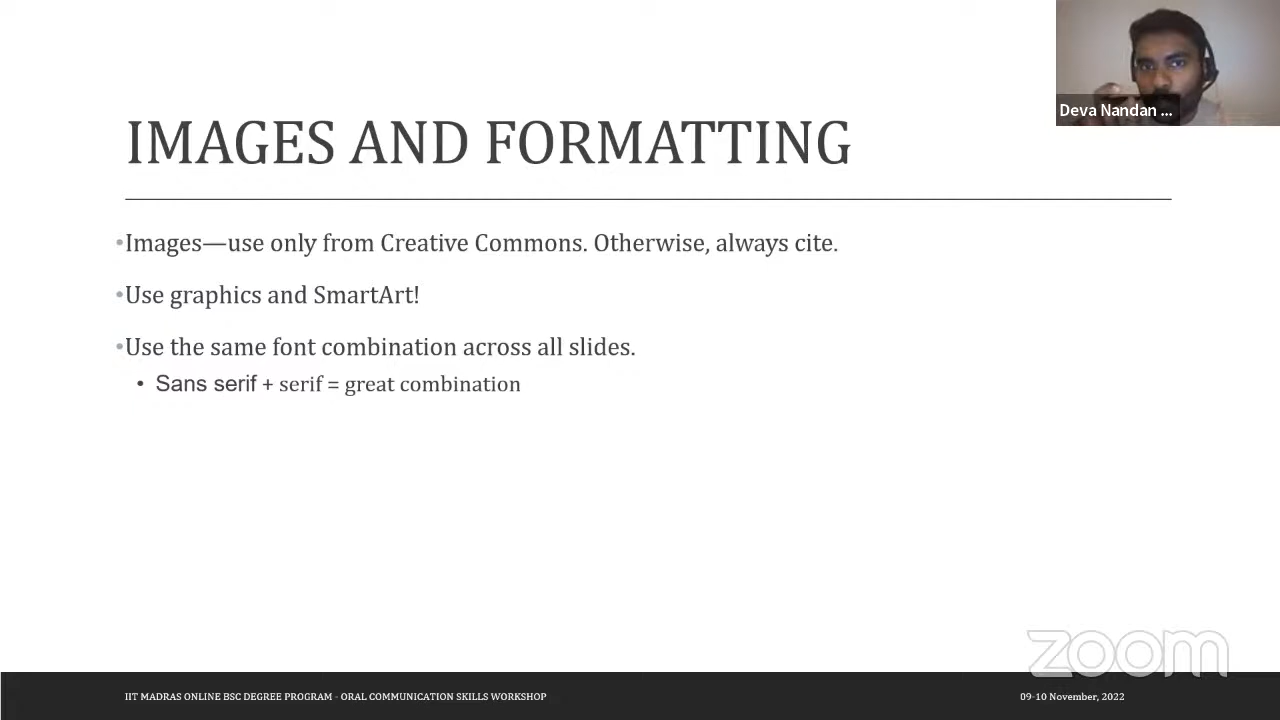 Deva Nandan ...
IMAGES AND FORMATTING
•Images—use only from Creative Commons. Otherwise, always cite.
•Use graphics and SmartArt!
•Use the same font combination across all slides.
• Sans serif + serif = great combination
zoom
IIT MADRAS ONLINE BSC DEGREE PROGRAM - ORAL COMMUNICATION SKILLS WORKSHOP
09-10 November, 2022